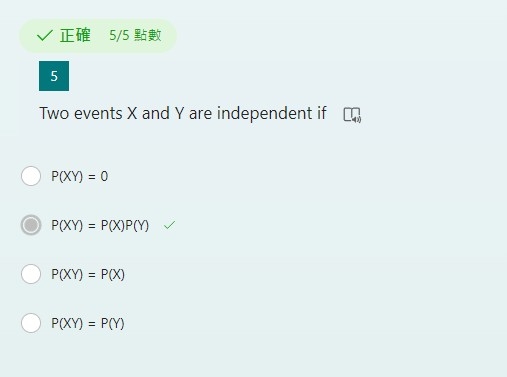 正確 5/5 點數
5
Two events X and Y are independent if
P(XY) = 0
P(XY) = P(X)P(Y)
P(XY) = P(X)
P(XY) = P(Y)